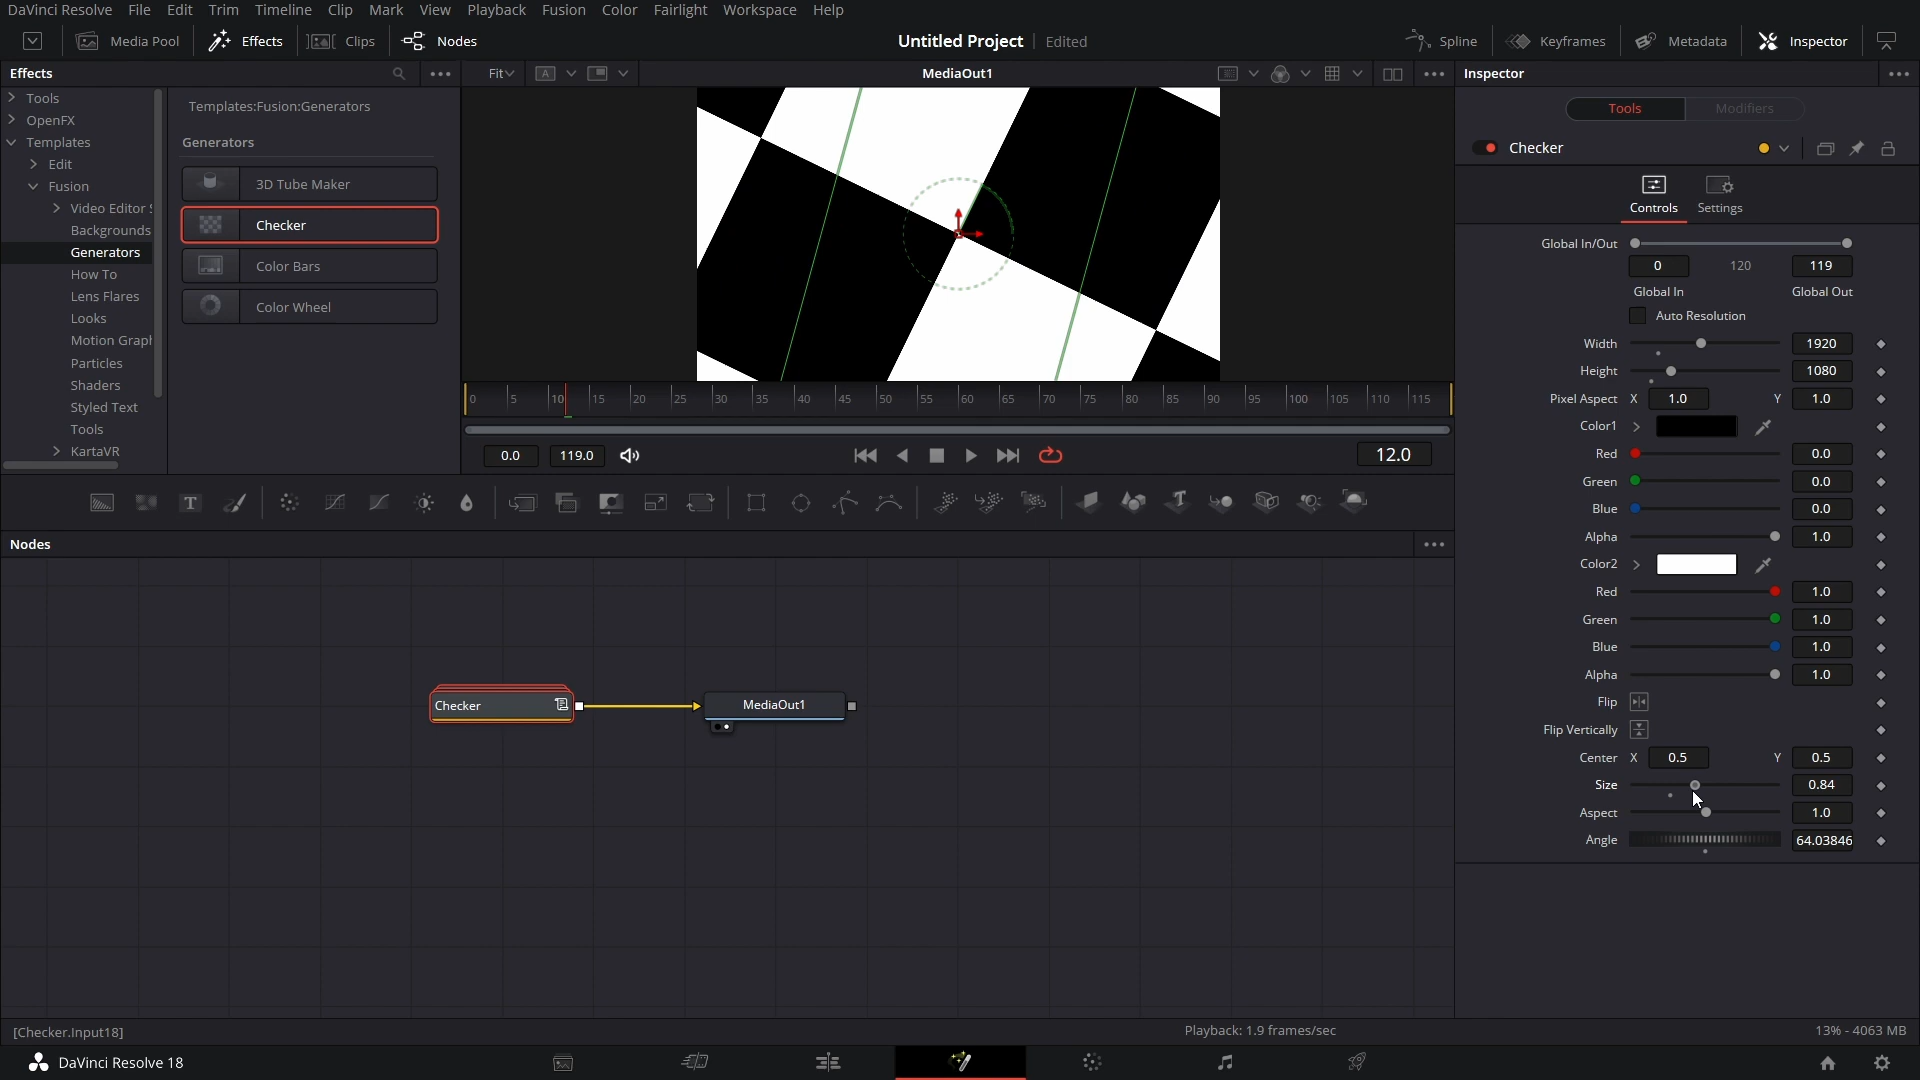 DaVinci Resolve File Edit Trim Timeline Clip Mark View Playback Fusion Color Fairlight Workspace Help
Media Pool Effects Clips Nodes Untitled Project Edited Spline Keyframes Metadata Inspector
Effects Fit MediaOut1 Inspector
Tools
OpenFX
Templates
Edit
Fusion
Video Editor
Backgrounds
Generators
How To
Lens Flares
Looks
Motion Grap
Particles
Shaders
Styled Text
Tools
KartaVR
Templates:Fusion:Generators
Generators
3D Tube Maker
Checker
Color Bars
Color Wheel
0 5 10 15 20 25 30 35 40 45 50 55 60 65 70 75 80 85 90 95 100 105 110 115
0.0 119.0 12.0
Nodes
Checker MediaOut1
Tools Modifiers
Checker
Controls Settings
Global In/Out
0 120 119
Global In Global Out
Auto Resolution
Width 1920
Height 1080
Pixel Aspect X 1.0 Y 1.0
Color1
Red 0.0
Green 0.0
Blue 0.0
Alpha 1.0
Color2
Red 1.0
Green 1.0
Blue 1.0
Alpha 1.0
Flip
Flip Vertically
Center X 0.5 Y 0.5
Size 0.84
Aspect 1.0
Angle 64.03846
[Checker.Input18] Playback: 1.9 frames/sec 13% - 4063 MB
DaVinci Resolve 18